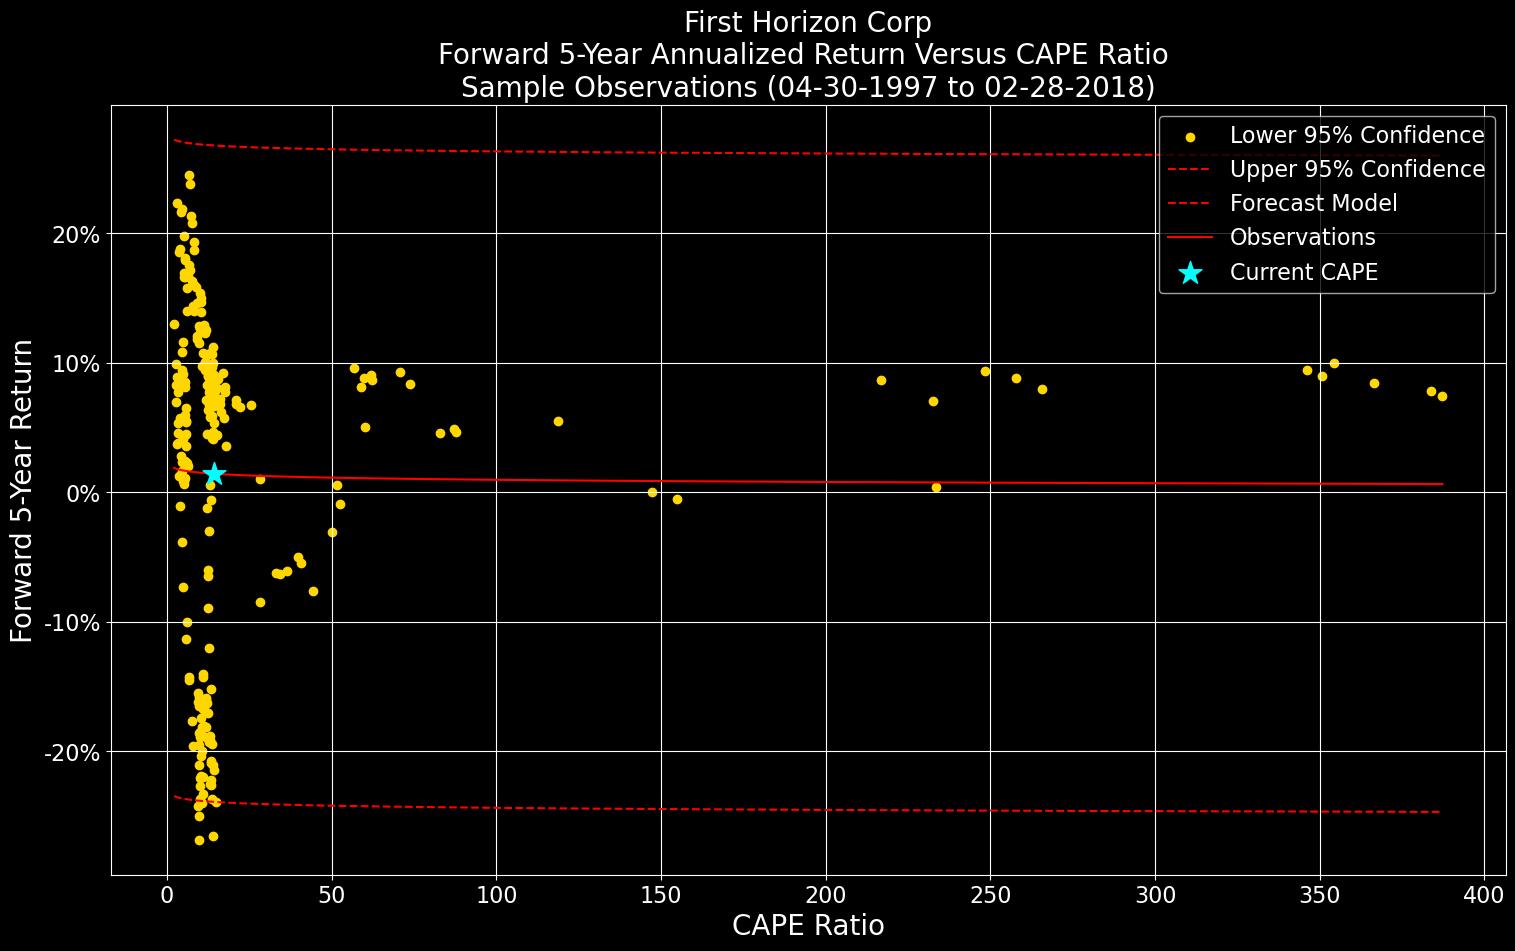 First Horizon Corp
Forward 5-Year Annualized Return Versus CAPE Ratio
Sample Observations (04-30-1997 to 02-28-2018)
Lower 95% Confidence
Upper 95% Confidence
Forecast Model
Observations
Current CAPE
Forward 5-Year Return
20%
10%
0%
-10%
-20%
0 50 100 150 200 250 300 350 400
CAPE Ratio